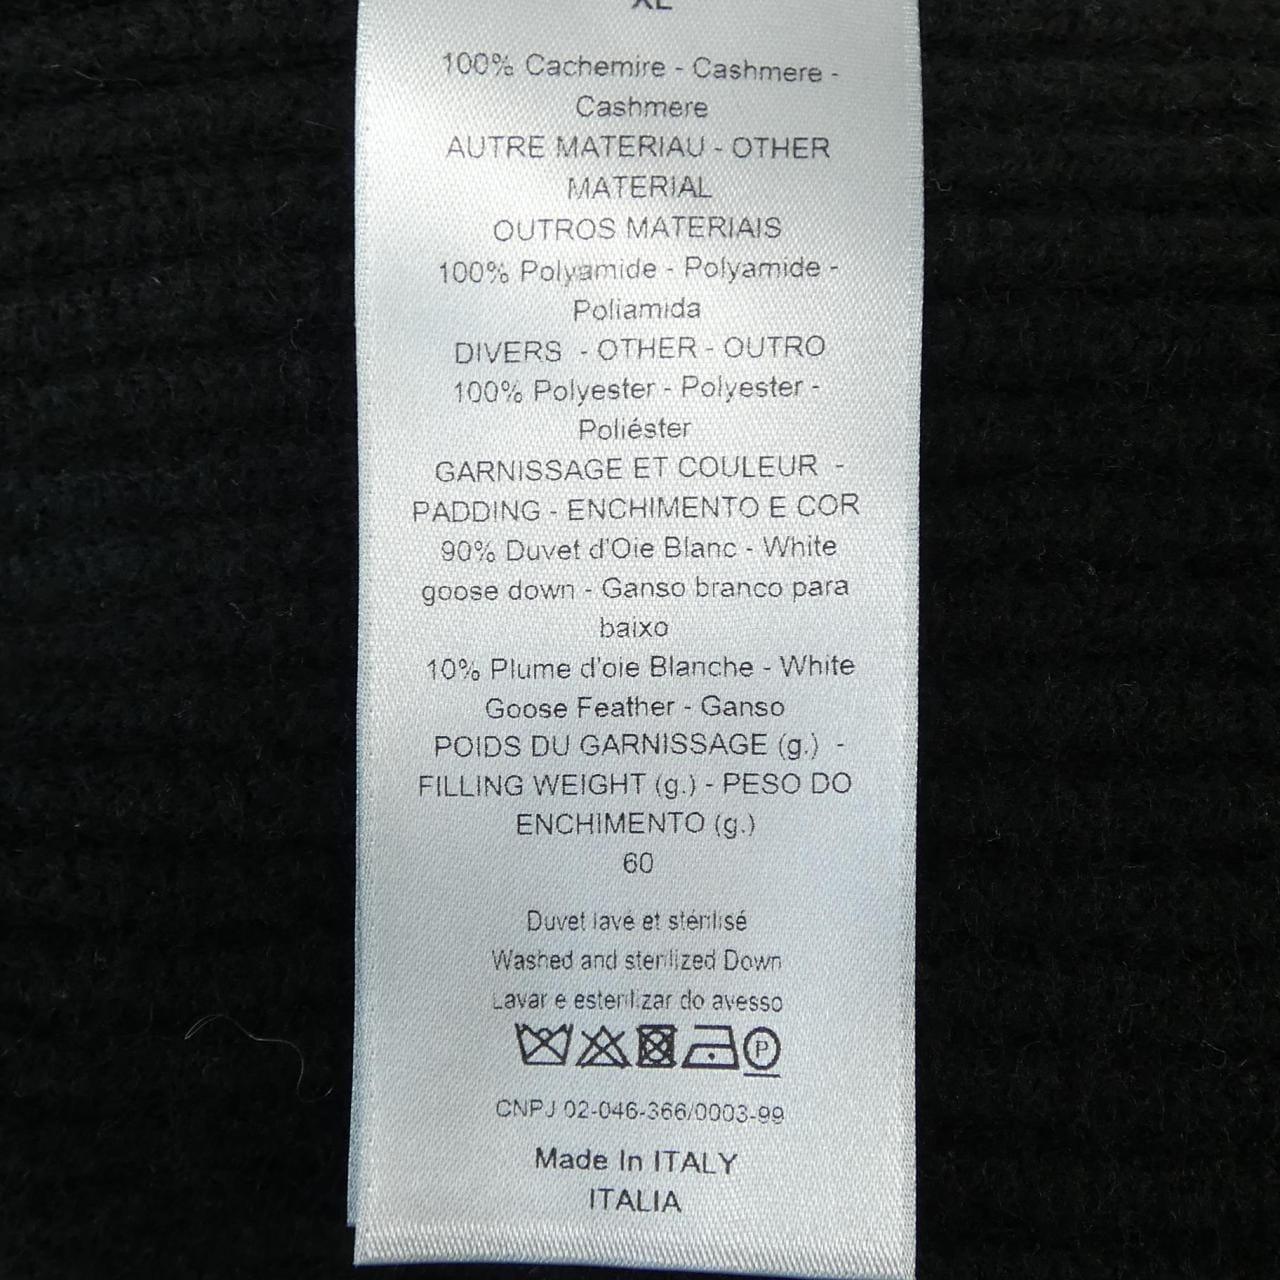 XL
100% Cachemire - Cashmere -
Cashmere
AUTRE MATERIAU - OTHER
MATERIAL
OUTROS MATERIAIS
100% Polyamide - Polyamide -
Poliamida
DIVERS - OTHER - OUTRO
100% Polyester - Polyester -
Poliéster
GARNISSAGE ET COULEUR -
PADDING - ENCHIMENTO E COR
90% Duvet d'Oie Blanc - White
goose down - Ganso branco para
baixo
10% Plume d'oie Blanche - White
Goose Feather - Ganso
POIDS DU GARNISSAGE (g.) -
FILLING WEIGHT (g.) - PESO DO
ENCHIMENTO (g.)
60
Duvet lavé et stérilisé
Washed and sterilized Down
Lavar e esterilizar do avesso
P
CNPJ 02-046-366/0003-99
Made In ITALY
ITALIA